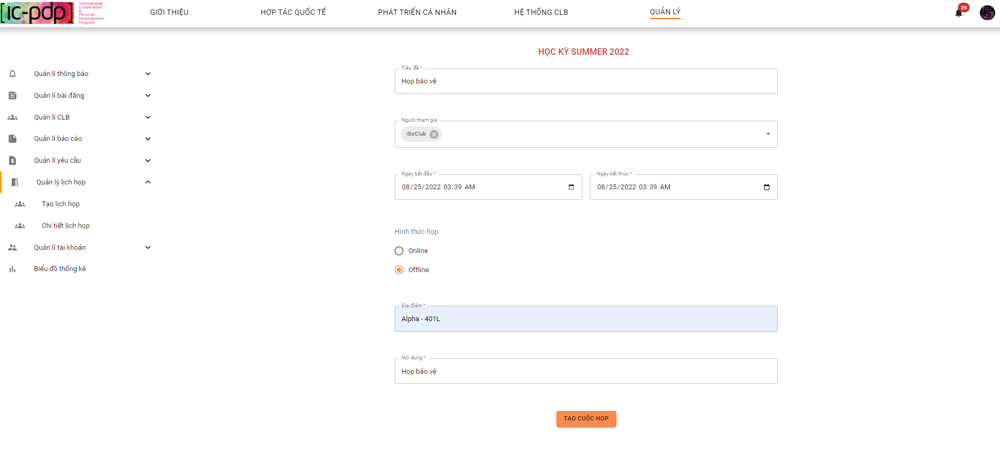 [ic-pdp]
International
Cooperation
&
Personal
Development
Program
GIỚI THIỆU
HỢP TÁC QUỐC TẾ
PHÁT TRIỂN CÁ NHÂN
HỆ THỐNG CLB
QUẢN LÝ
24
Quản lí thông báo
Quản lí bài đăng
Quản lí CLB
Quản lí báo cáo
Quản lí yêu cầu
Quản lý lịch họp
Tạo lịch họp
Chi tiết lịch họp
Quản lí tài khoản
Biểu đồ thống kê
HỌC KỲ SUMMER 2022
Tiêu đề *
Họp bảo vệ
Người tham gia
iGoClub
Ngày bắt đầu *
08/25/2022 03:39 AM
Ngày kết thúc *
08/25/2022 03:39 AM
Hình thức họp
Online
Offline
Địa điểm *
Alpha - 401L
Nội dung *
Họp bảo vệ
TẠO CUỘC HỌP